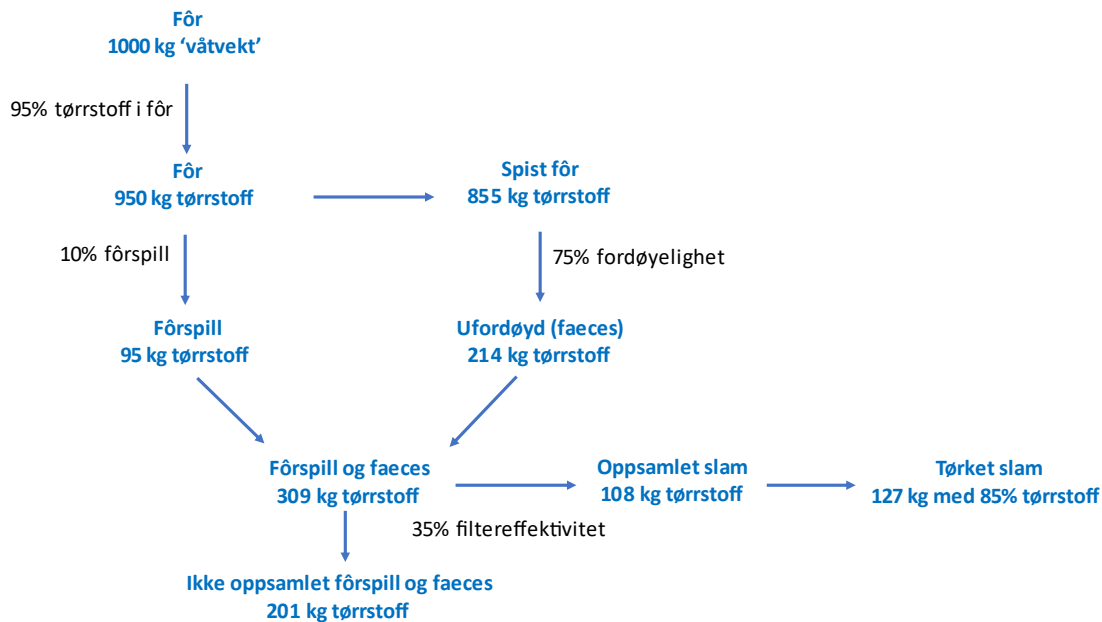 Fôr
1000 kg ‘våtvekt’
95% tørrstoff i fôr
Fôr
950 kg tørrstoff
Spist fôr
855 kg tørrstoff
10% fôrspill
75% fordøyelighet
Fôrspill
95 kg tørrstoff
Ufordøyd (faeces)
214 kg tørrstoff
Fôrspill og faeces
309 kg tørrstoff
Oppsamlet slam
108 kg tørrstoff
Tørket slam
127 kg med 85% tørrstoff
35% filtereffektivitet
Ikke oppsamlet fôrspill og faeces
201 kg tørrstoff